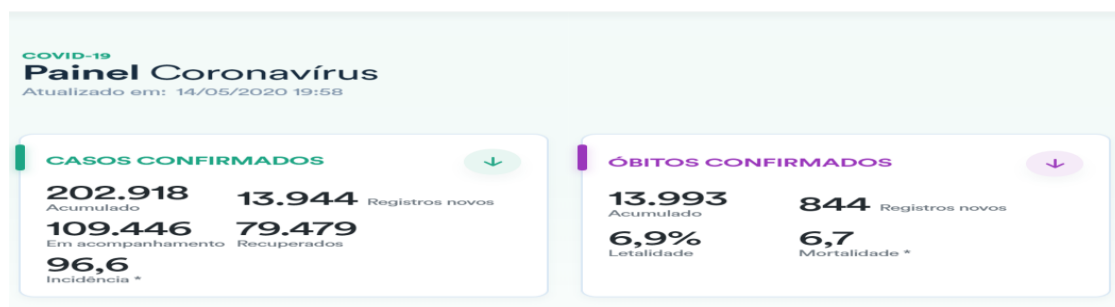 COVID-19
Painel Coronavírus
Atualizado em: 14/05/2020 19:58
CASOS CONFIRMADOS
202.918
Acumulado
13.944 Registros novos
109.446
Em acompanhamento
79.479
Recuperados
96,6
Incidência *
ÓBITOS CONFIRMADOS
13.993
Acumulado
844 Registros novos
6,9%
Letalidade
6,7
Mortalidade *